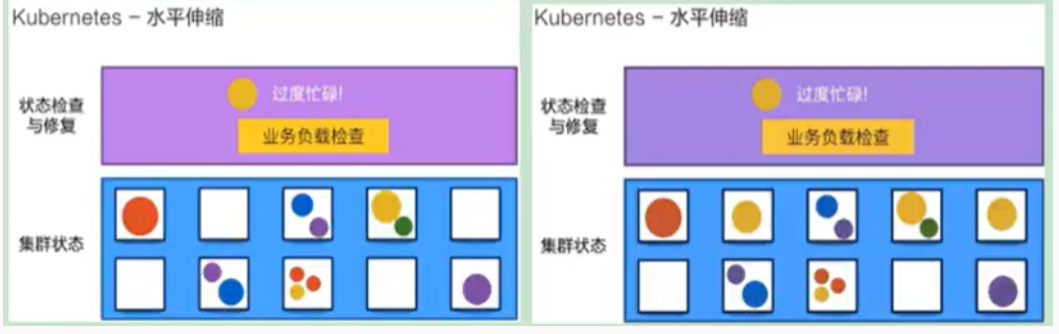 Kubernetes - 水平伸缩
状态检查
与修复
过度忙碌!
业务负载检查
集群状态
Kubernetes - 水平伸缩
状态检查
与修复
过度忙碌!
业务负载检查
集群状态